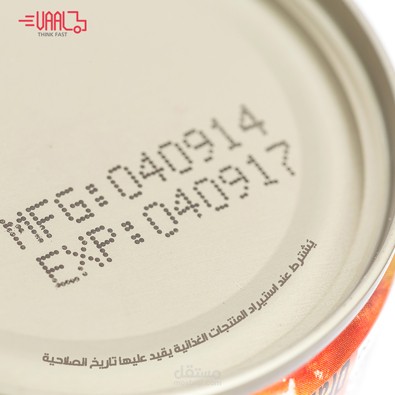 VAAL
THINK FAST
MFG:040914
EXP:040917
يشترط عند استيراد المنتجات الغذائية يقيد عليها تاريخ الصلاحية
مستقل